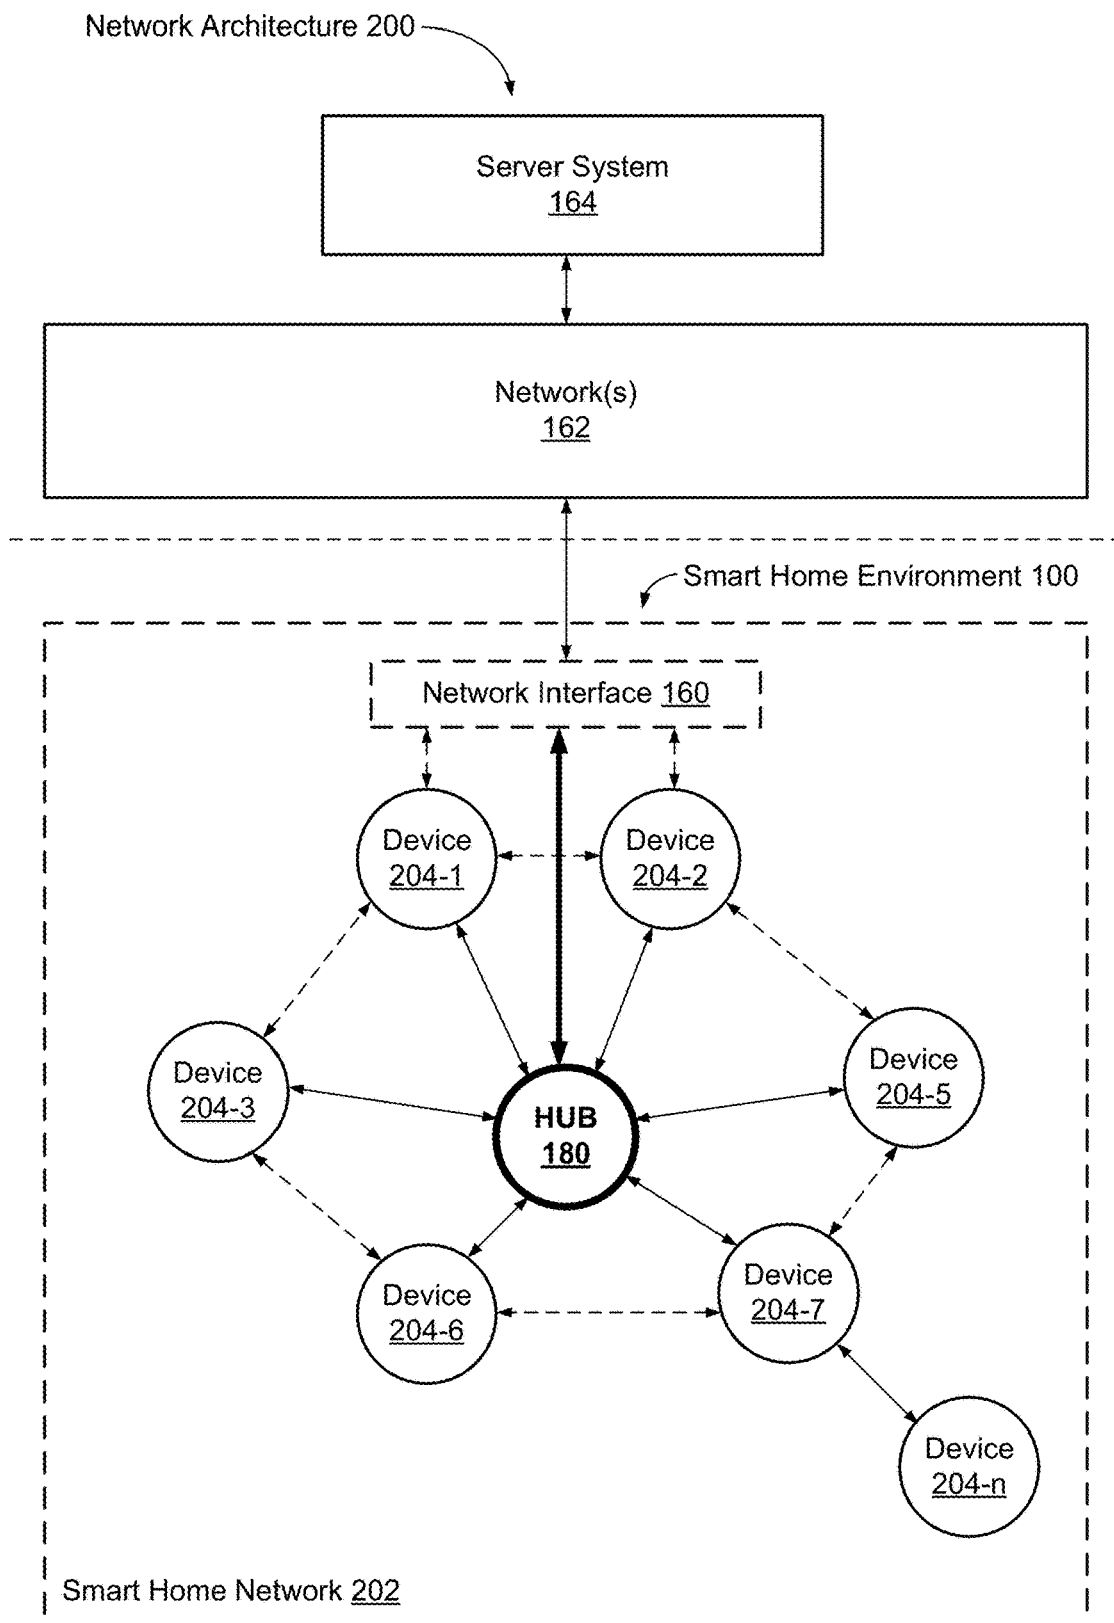 Network Architecture 200
Server System
164
Network(s)
162
Smart Home Environment 100
Network Interface 160
Device
204-1
Device
204-2
Device
204-3
Device
204-5
HUB
180
Device
204-6
Device
204-7
Device
204-n
Smart Home Network 202